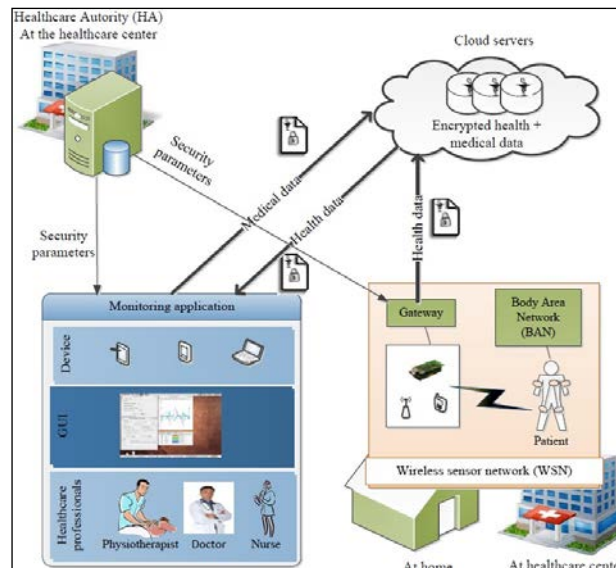 Healthcare Autority (HA)
At the healthcare center
Cloud servers
Encrypted health +
medical data
Security
parameters
Medical data
Health data
Health data
Security
parameters
Monitoring application
Device
GUI
Healthcare
professionals
Physiotherapist
Doctor
Nurse
Gateway
Body Area
Network
(BAN)
Patient
Wireless sensor network (WSN)
At home
At healthcare cente